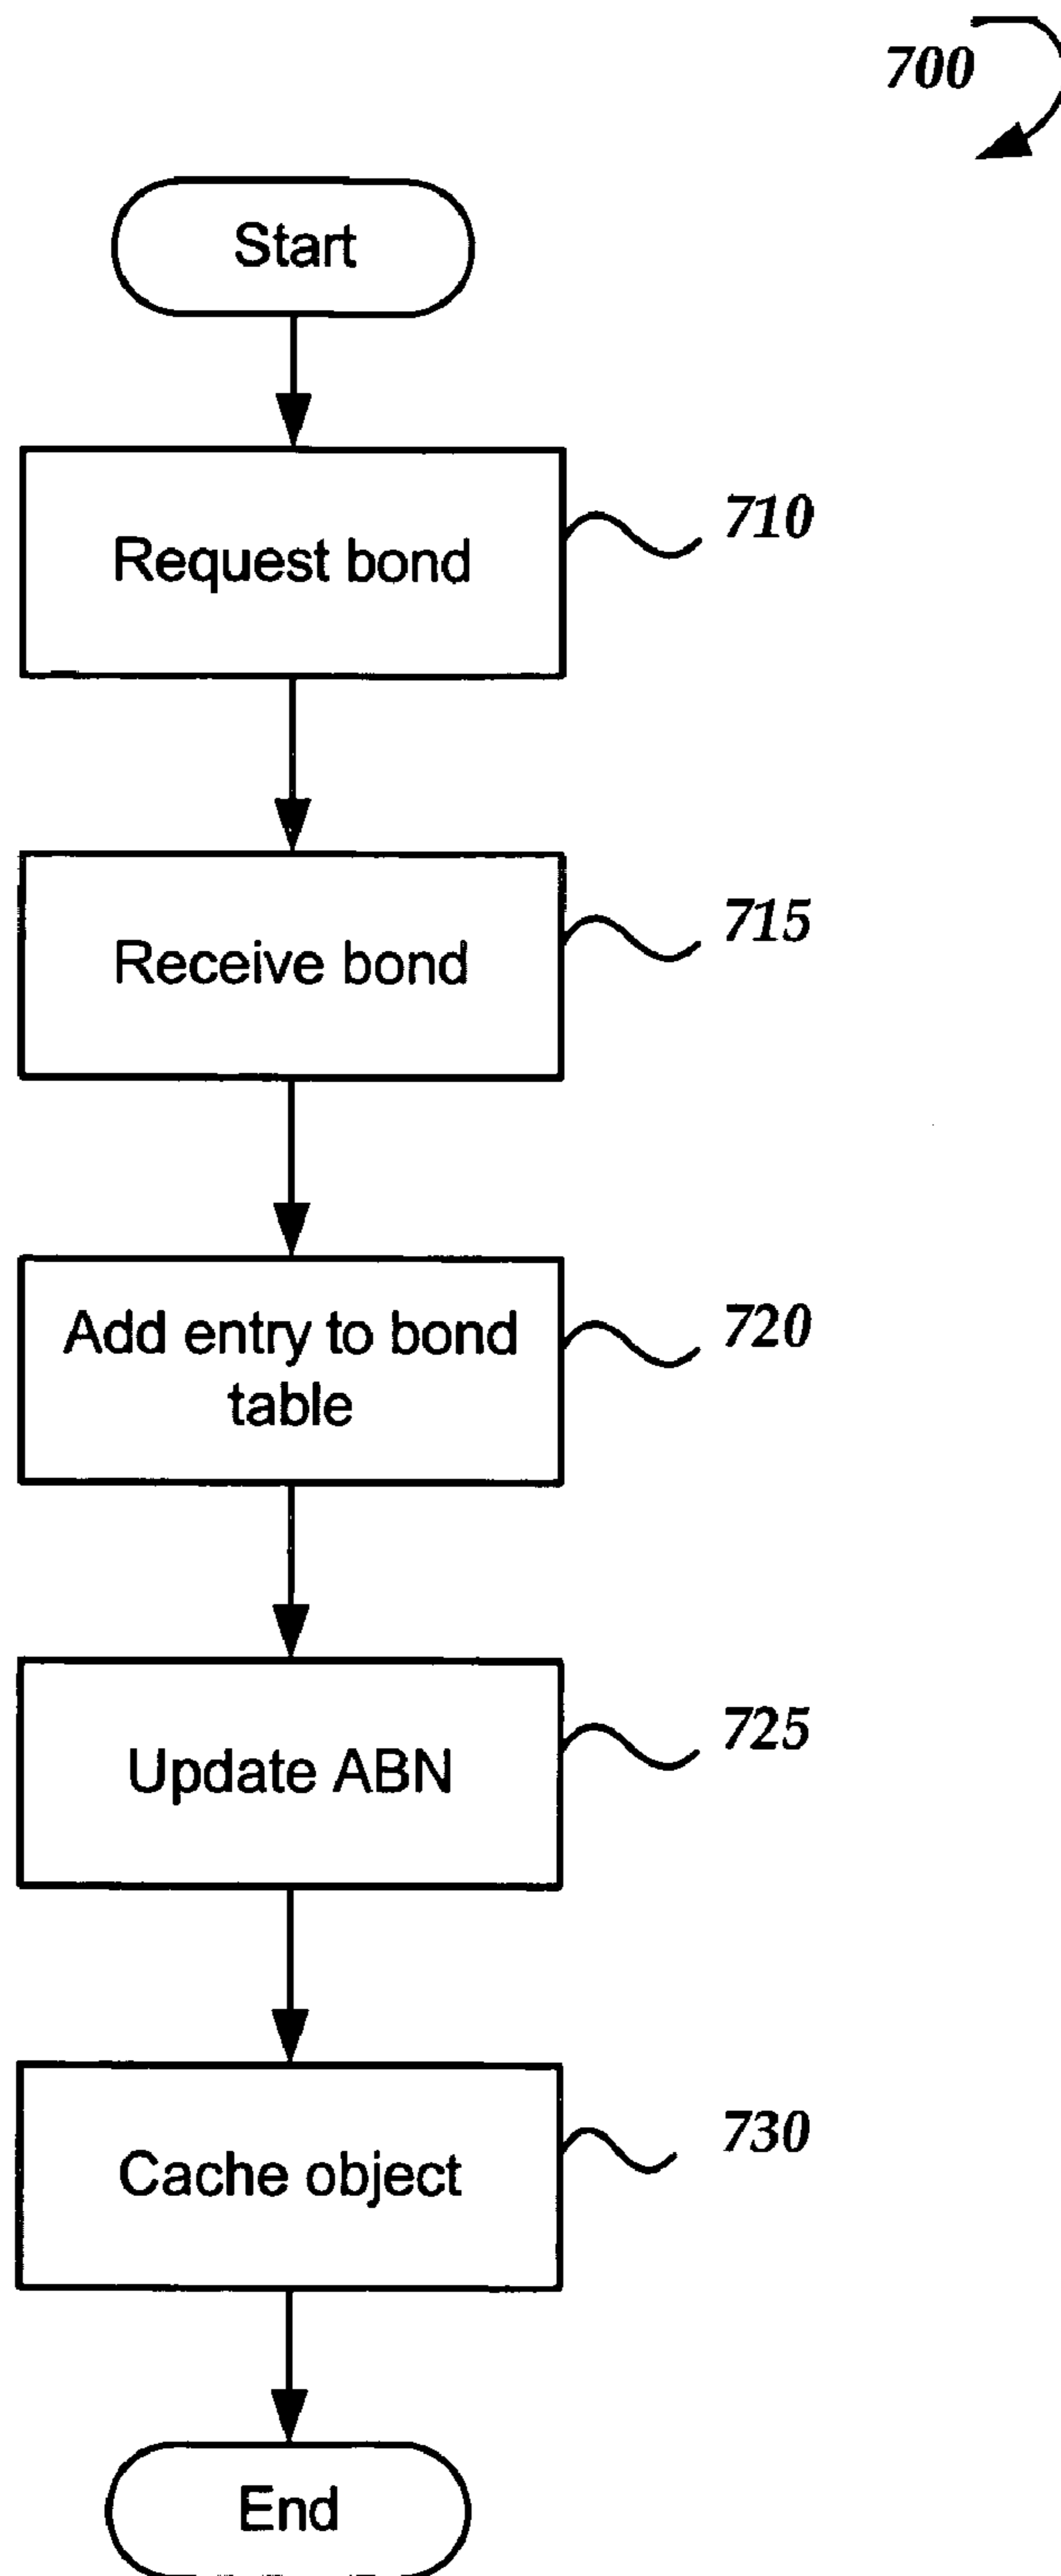 700
Start
Request bond
710
Receive bond
715
Add entry to bond
table
720
Update ABN
725
Cache object
730
End